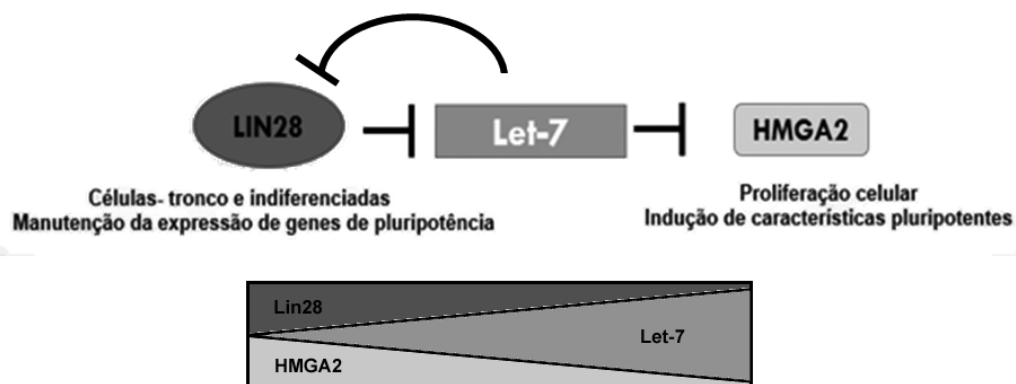 LIN28
Let-7
HMGA2
Células- tronco e indiferenciadas
Manutenção da expressão de genes de pluripotência
Proliferação celular
Indução de características pluripotentes
Lin28
Let-7
HMGA2